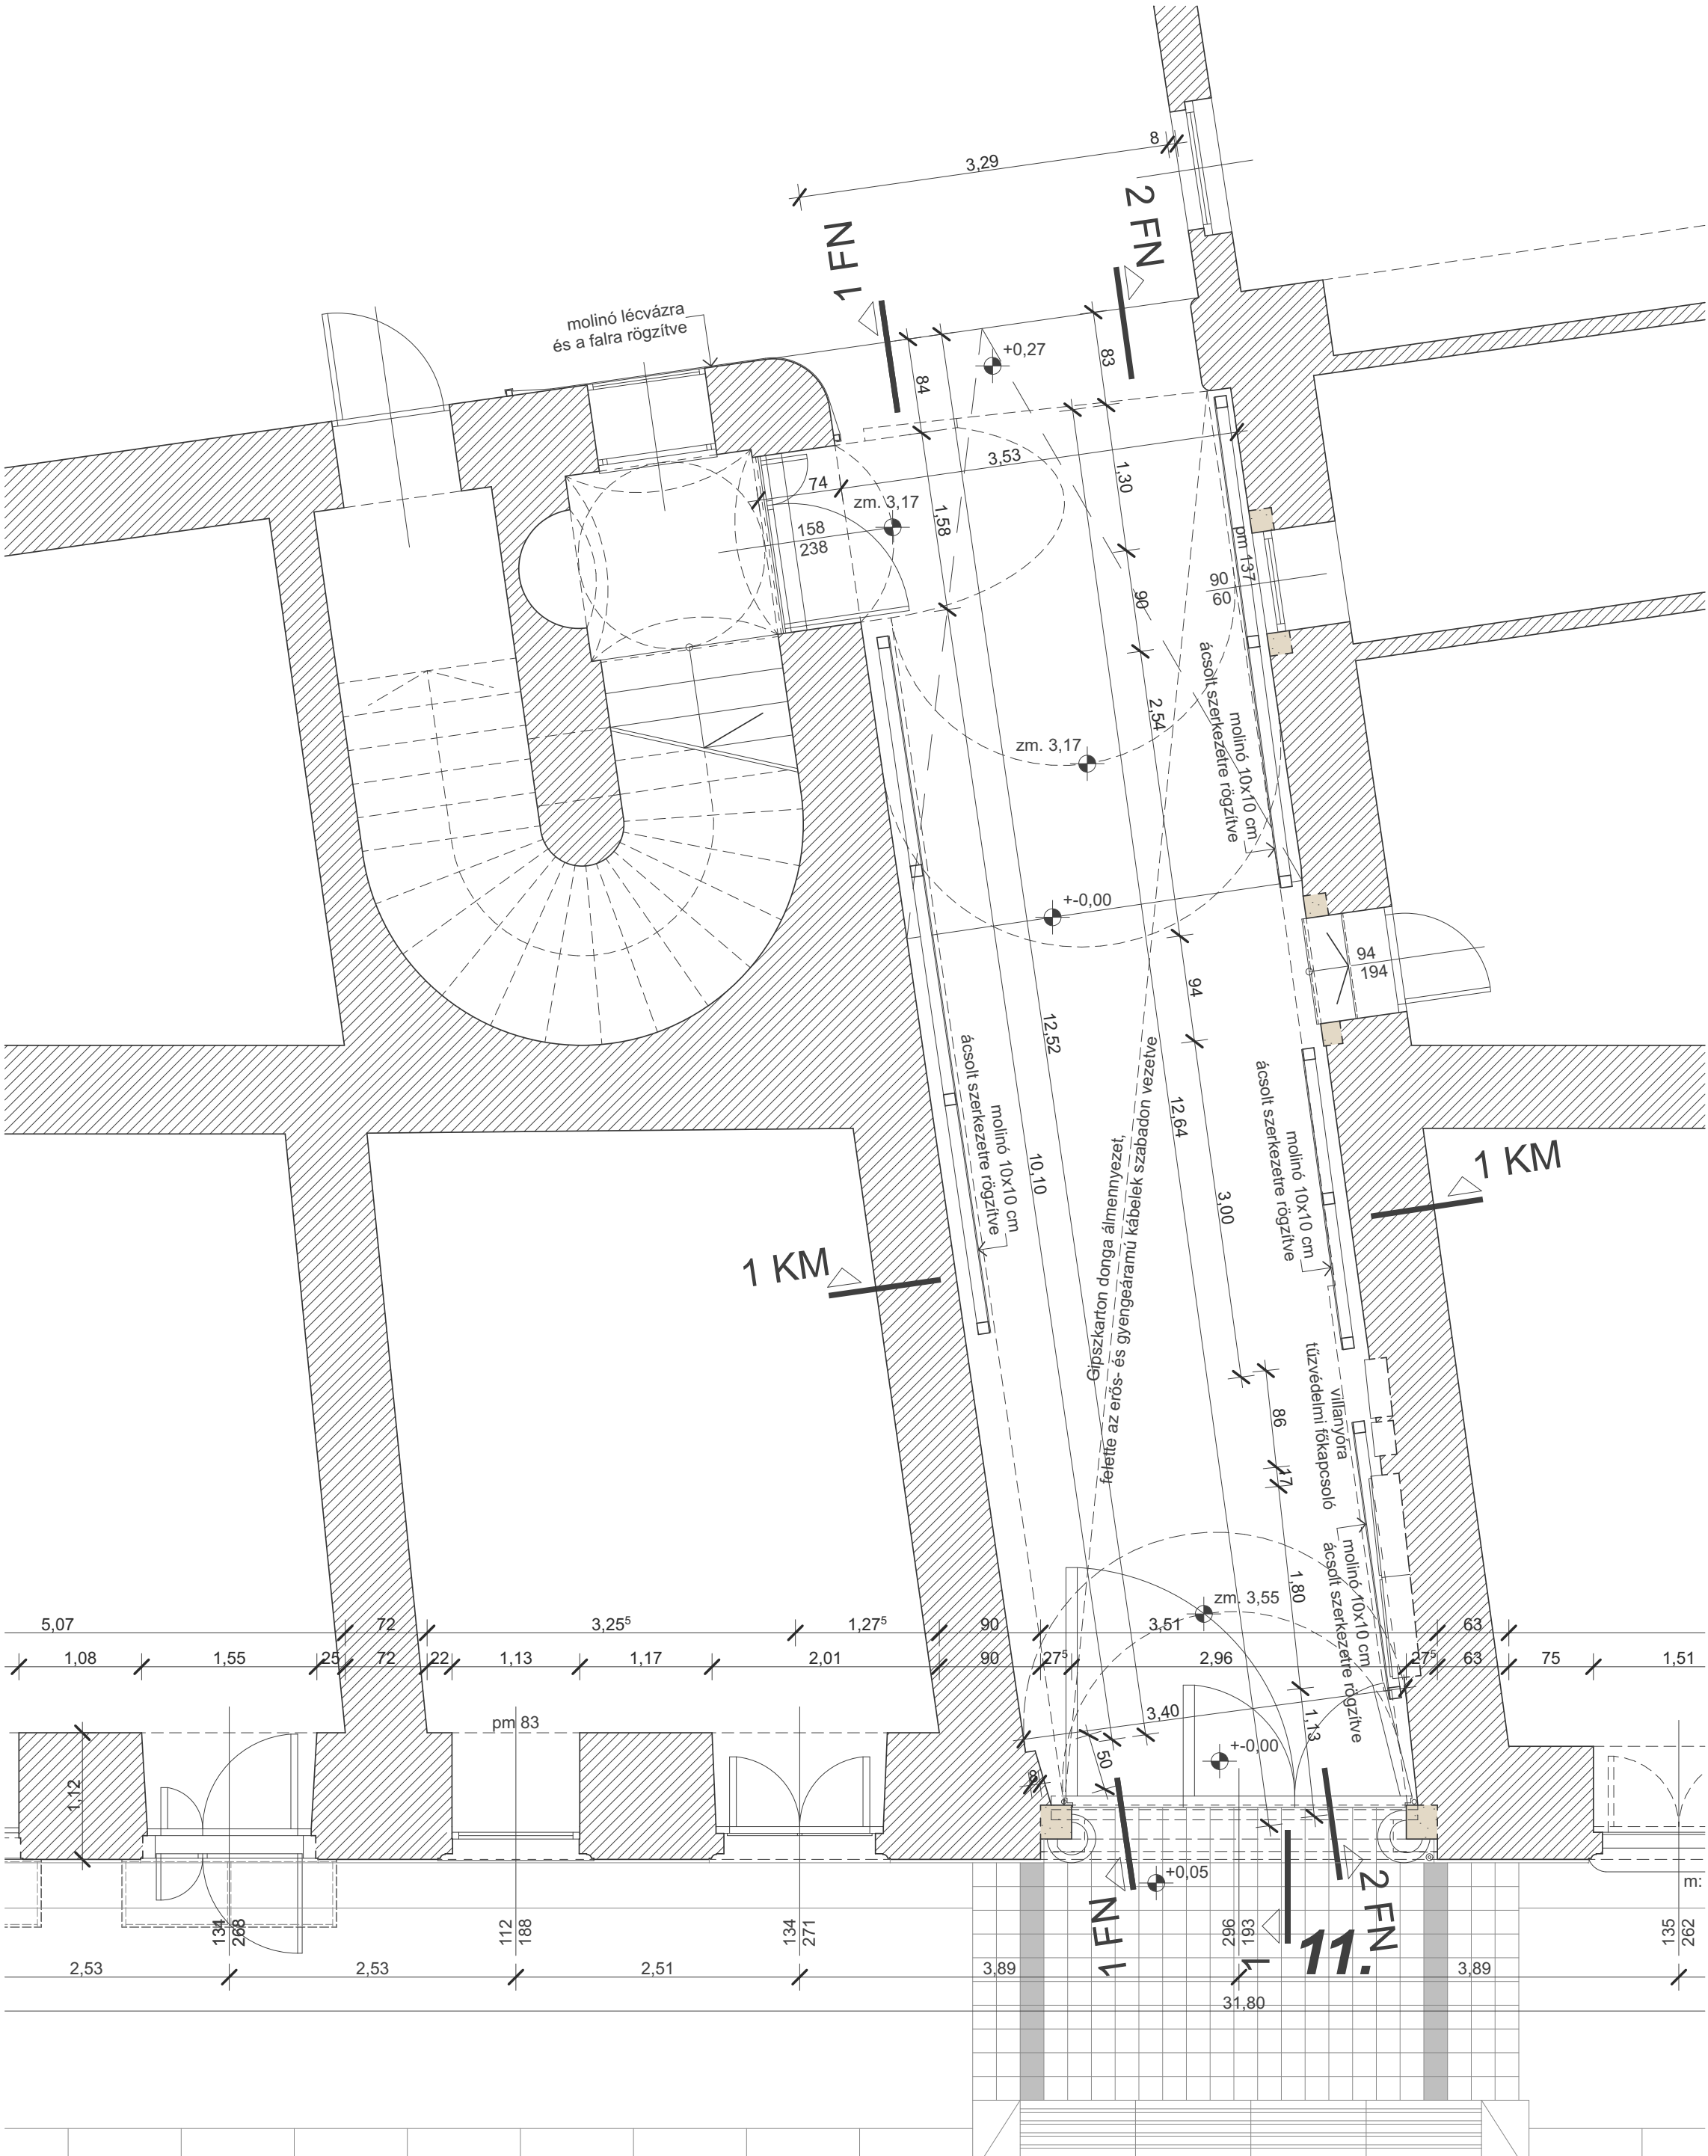 8
3,29
2 FN
1 FN
molinó lécvázra
és a falra rögzítve
+0,27
83
84
3,53
1,30
74
zm. 3,17
1,58
158
238
pm 137
90
60
90
2,54
ácsolt szerkezetre rögzítve
molinó 10x10 cm
zm. 3,17
+-0,00
94
194
94
12,52
ácsolt szerkezetre rögzítve
molinó 10x10 cm
Gipszkarton donga álmennyezet,
felette az erős- és gyengeáramú kábelek szabadon vezetve
12,64
ácsolt szerkezetre rögzítve
molinó 10x10 cm
1 KM
10,10
3,00
1 KM
tűzvédelmi főkapcsoló
villanyóra
86
17
ácsolt szerkezetre rögzítve
molinó 10x10 cm
1,80
zm. 3,55
5,07
72
3,25⁵
1,27⁵
90
3,51
63
1,08
1,55
25
72
22
1,13
1,17
2,01
90
27⁵
2,96
27⁵
63
75
1,51
3,40
1,13
pm 83
50
+-0,00
8
1,12
+0,05
m:
134
268
112
188
134
271
1 FN
296
193
1
11.
2 FN
135
262
2,53
2,53
2,51
3,89
3,89
31,80